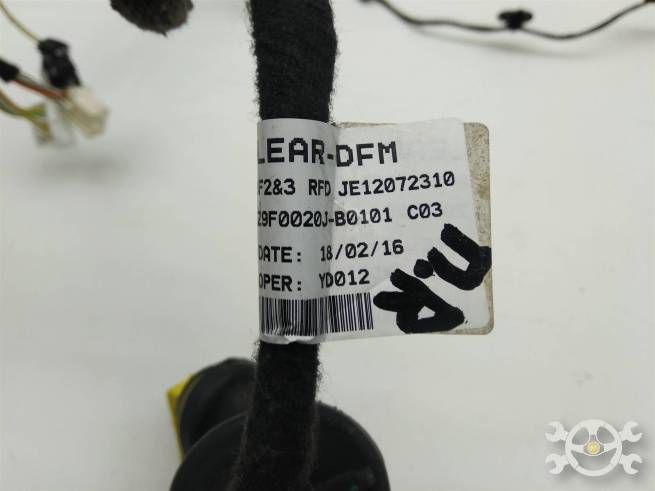 LEAR-DFM
F2&3 RFD JE12072310
29F0020J-B0101 C03
DATE: 18/02/16
OPER: YD012